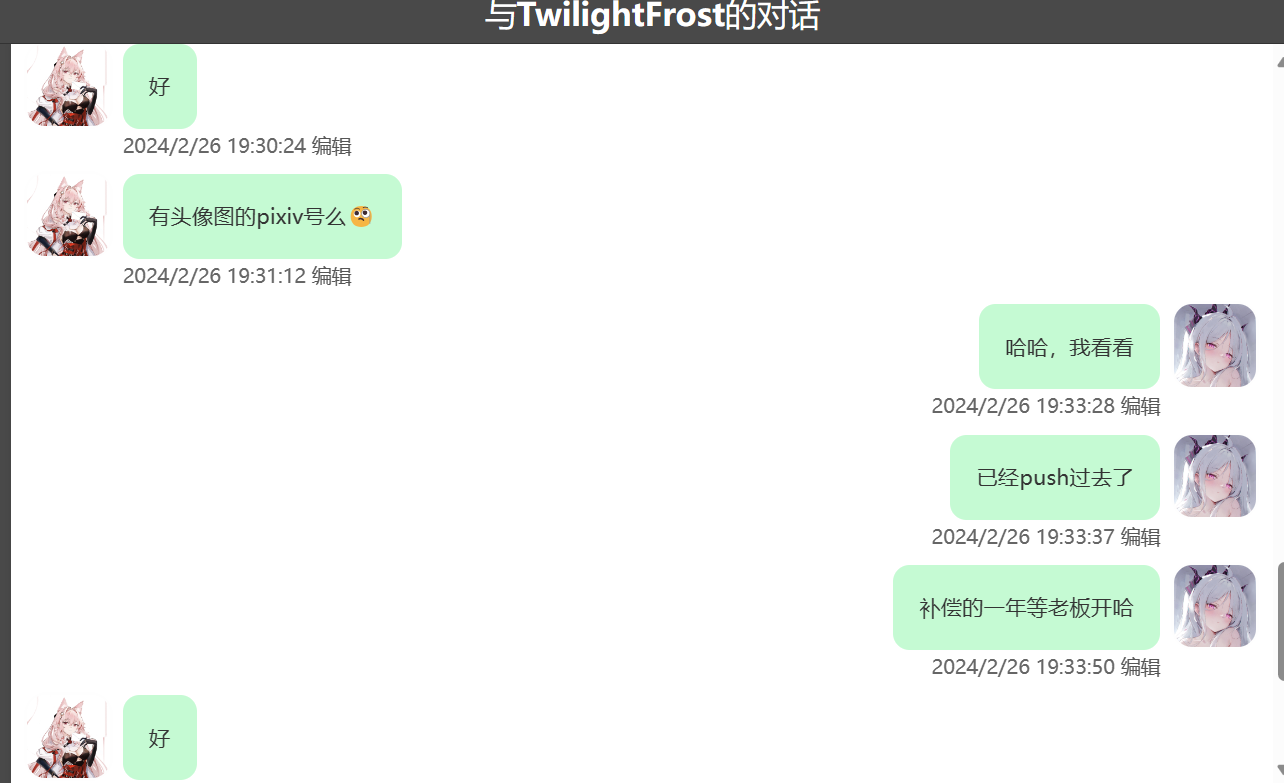 与TwilightFrost的对话
好
2024/2/26 19:30:24 编辑
有头像图的pixiv号么🤨
2024/2/26 19:31:12 编辑
哈哈，我看看
2024/2/26 19:33:28 编辑
已经push过去了
2024/2/26 19:33:37 编辑
补偿的一年等老板开哈
2024/2/26 19:33:50 编辑
好